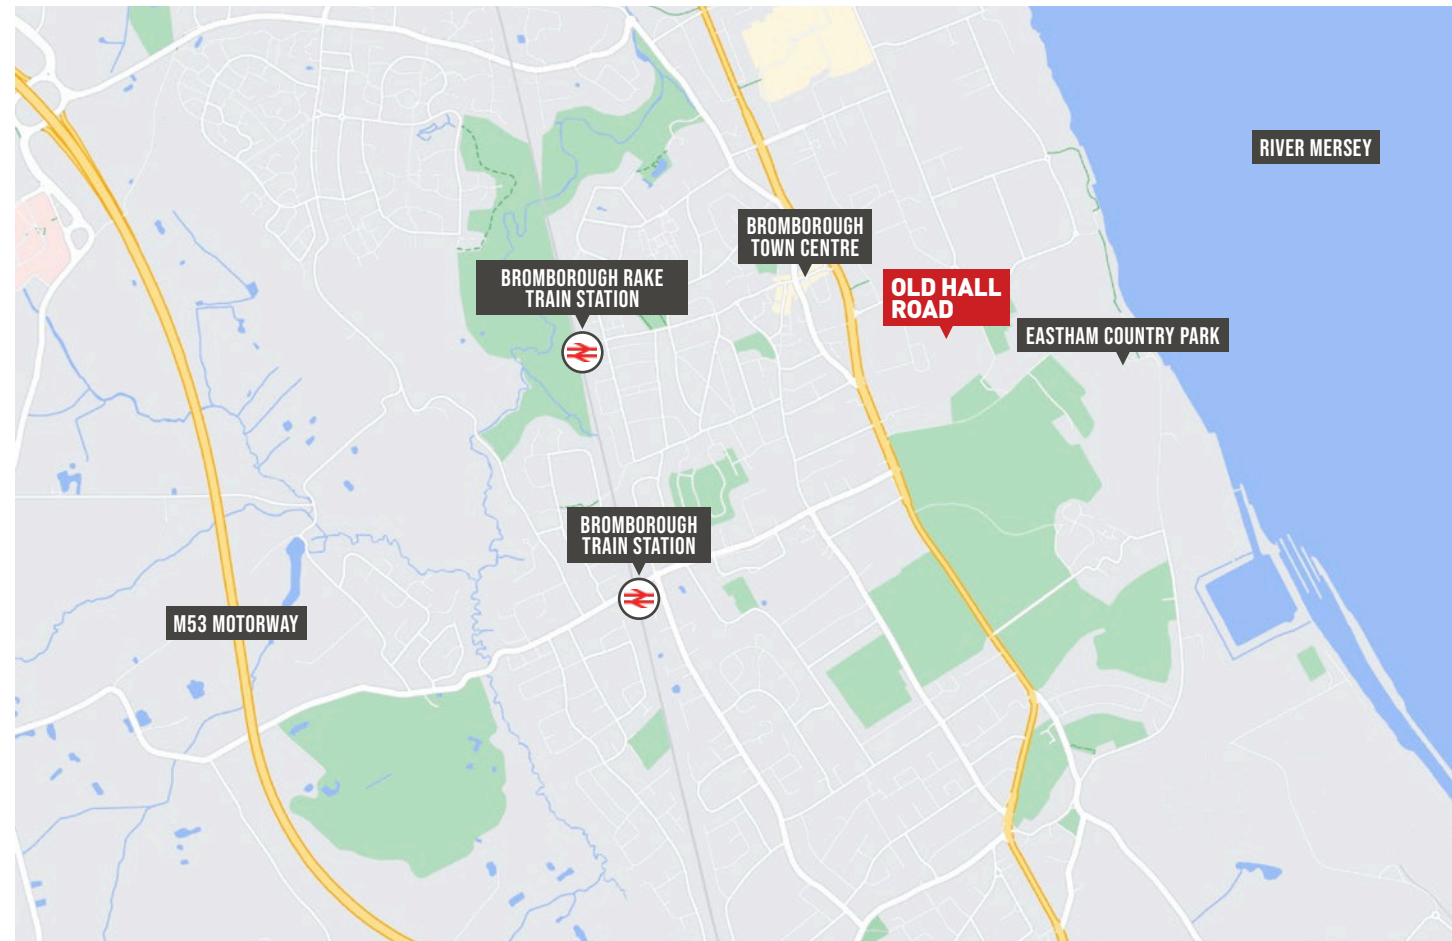 RIVER MERSEY
BROMBOROUGH
TOWN CENTRE
BROMBOROUGH RAKE
TRAIN STATION
OLD HALL
ROAD
EASTHAM COUNTRY PARK
BROMBOROUGH
TRAIN STATION
M53 MOTORWAY